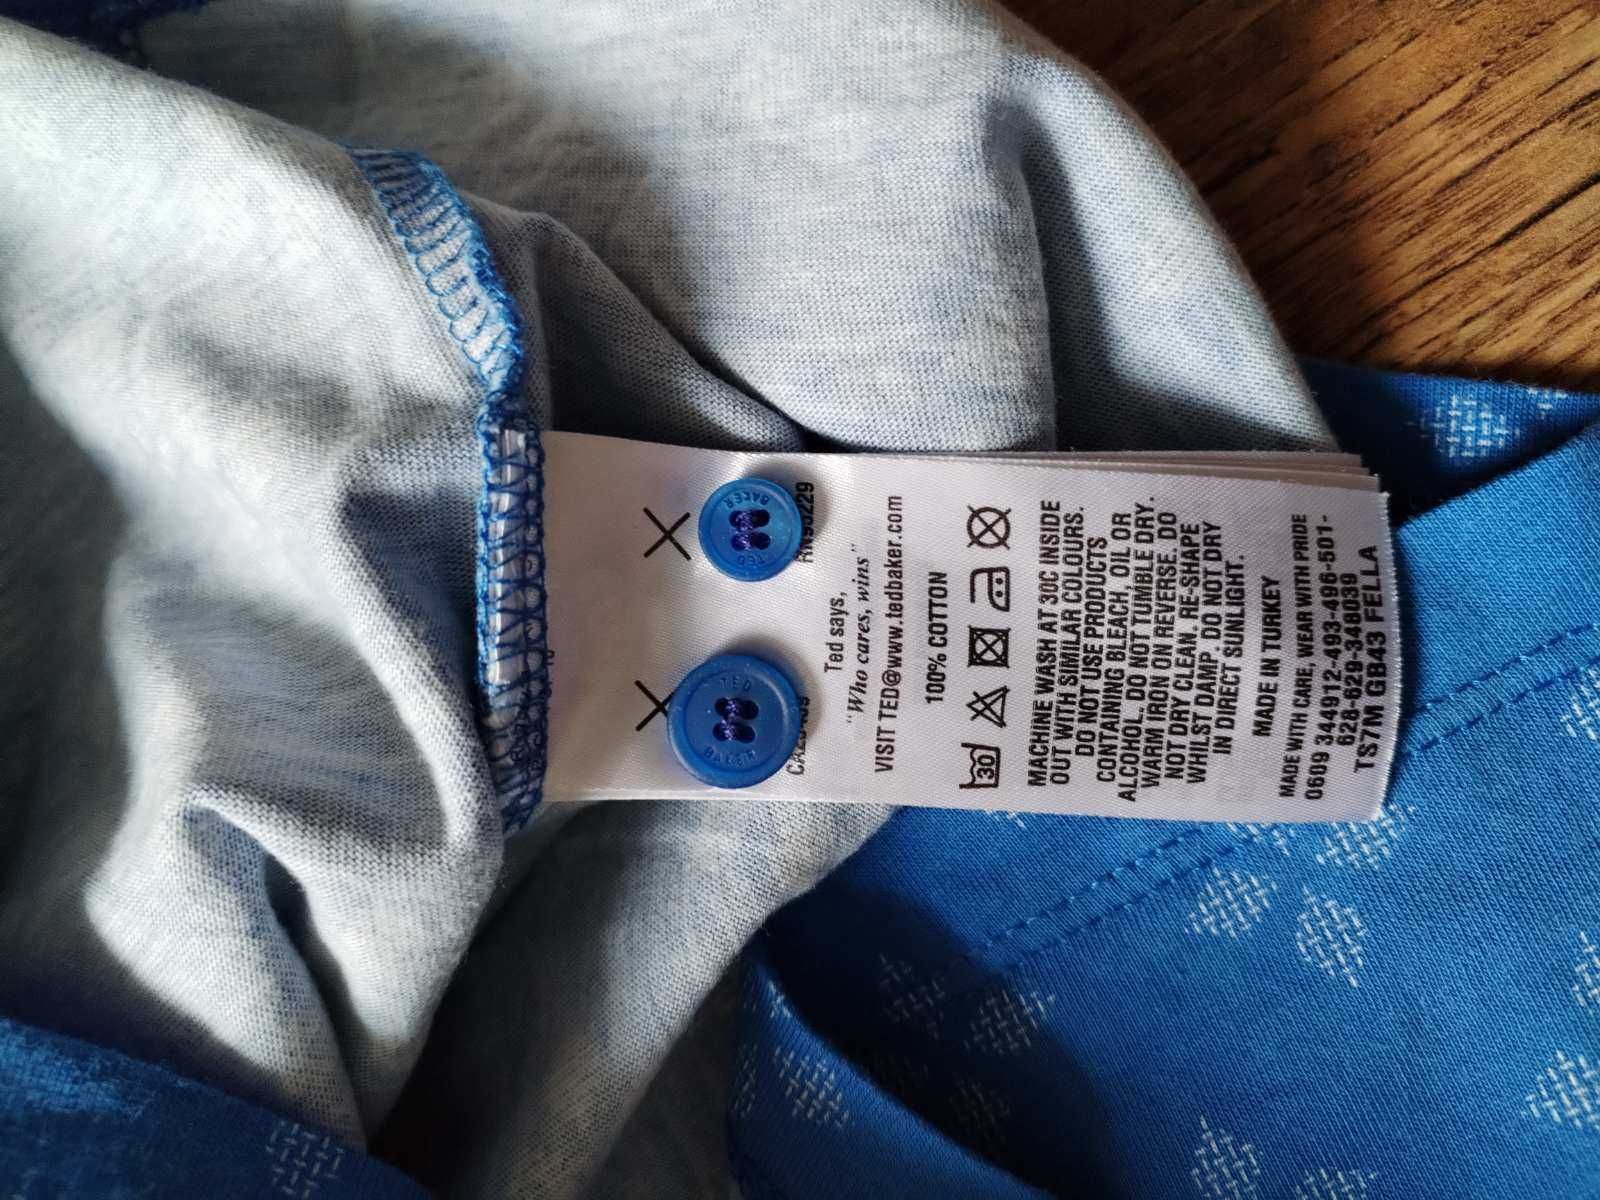 TED
BAKER
TED
BAKER
Ted says,
"Who cares, wins"
VISIT TED@www.tedbaker.com
100% COTTON
30
MACHINE WASH AT 30C INSIDE
OUT WITH SIMILAR COLOURS.
DO NOT USE PRODUCTS
CONTAINING BLEACH, OIL OR
ALCOHOL. DO NOT TUMBLE DRY.
WARM IRON ON REVERSE. DO
NOT DRY CLEAN. RE-SHAPE
WHILST DAMP. DO NOT DRY
IN DIRECT SUNLIGHT.
MADE IN TURKEY
MADE WITH CARE, WEAR WITH PRIDE
0609 344912-493-496-501-
628-629-348039
TS7M GB43 FELLA